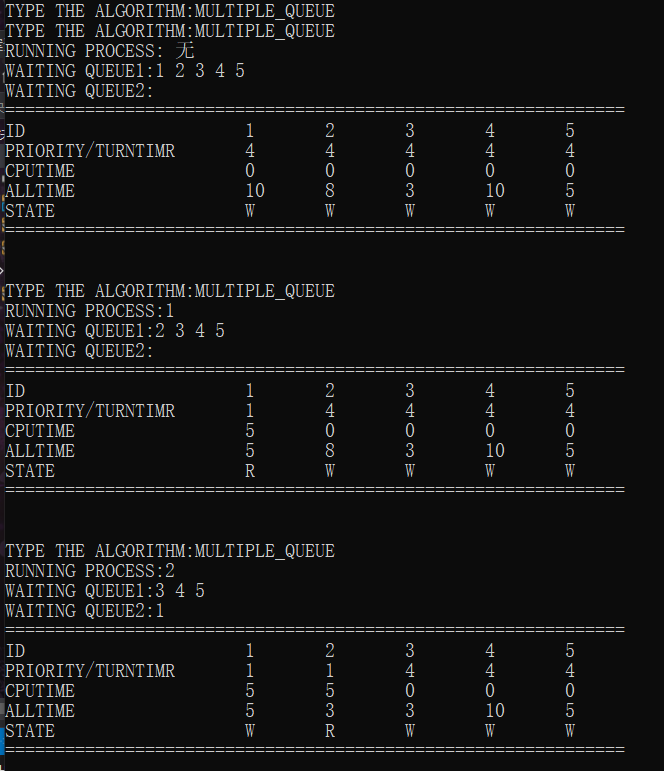 TYPE THE ALGORITHM:MULTIPLE_QUEUE
TYPE THE ALGORITHM:MULTIPLE_QUEUE
RUNNING PROCESS: 无
WAITING QUEUE1:1 2 3 4 5
WAITING QUEUE2:
==============================================================
ID 1 2 3 4 5
PRIORITY/TURNTIMR 4 4 4 4 4
CPUTIME 0 0 0 0 0
ALLTIME 10 8 3 10 5
STATE W W W W W
==============================================================
TYPE THE ALGORITHM:MULTIPLE_QUEUE
RUNNING PROCESS:1
WAITING QUEUE1:2 3 4 5
WAITING QUEUE2:
==============================================================
ID 1 2 3 4 5
PRIORITY/TURNTIMR 1 4 4 4 4
CPUTIME 5 0 0 0 0
ALLTIME 5 8 3 10 5
STATE R W W W W
==============================================================
TYPE THE ALGORITHM:MULTIPLE_QUEUE
RUNNING PROCESS:2
WAITING QUEUE1:3 4 5
WAITING QUEUE2:1
==============================================================
ID 1 2 3 4 5
PRIORITY/TURNTIMR 1 1 4 4 4
CPUTIME 5 5 0 0 0
ALLTIME 5 3 3 10 5
STATE W R W W W
==============================================================